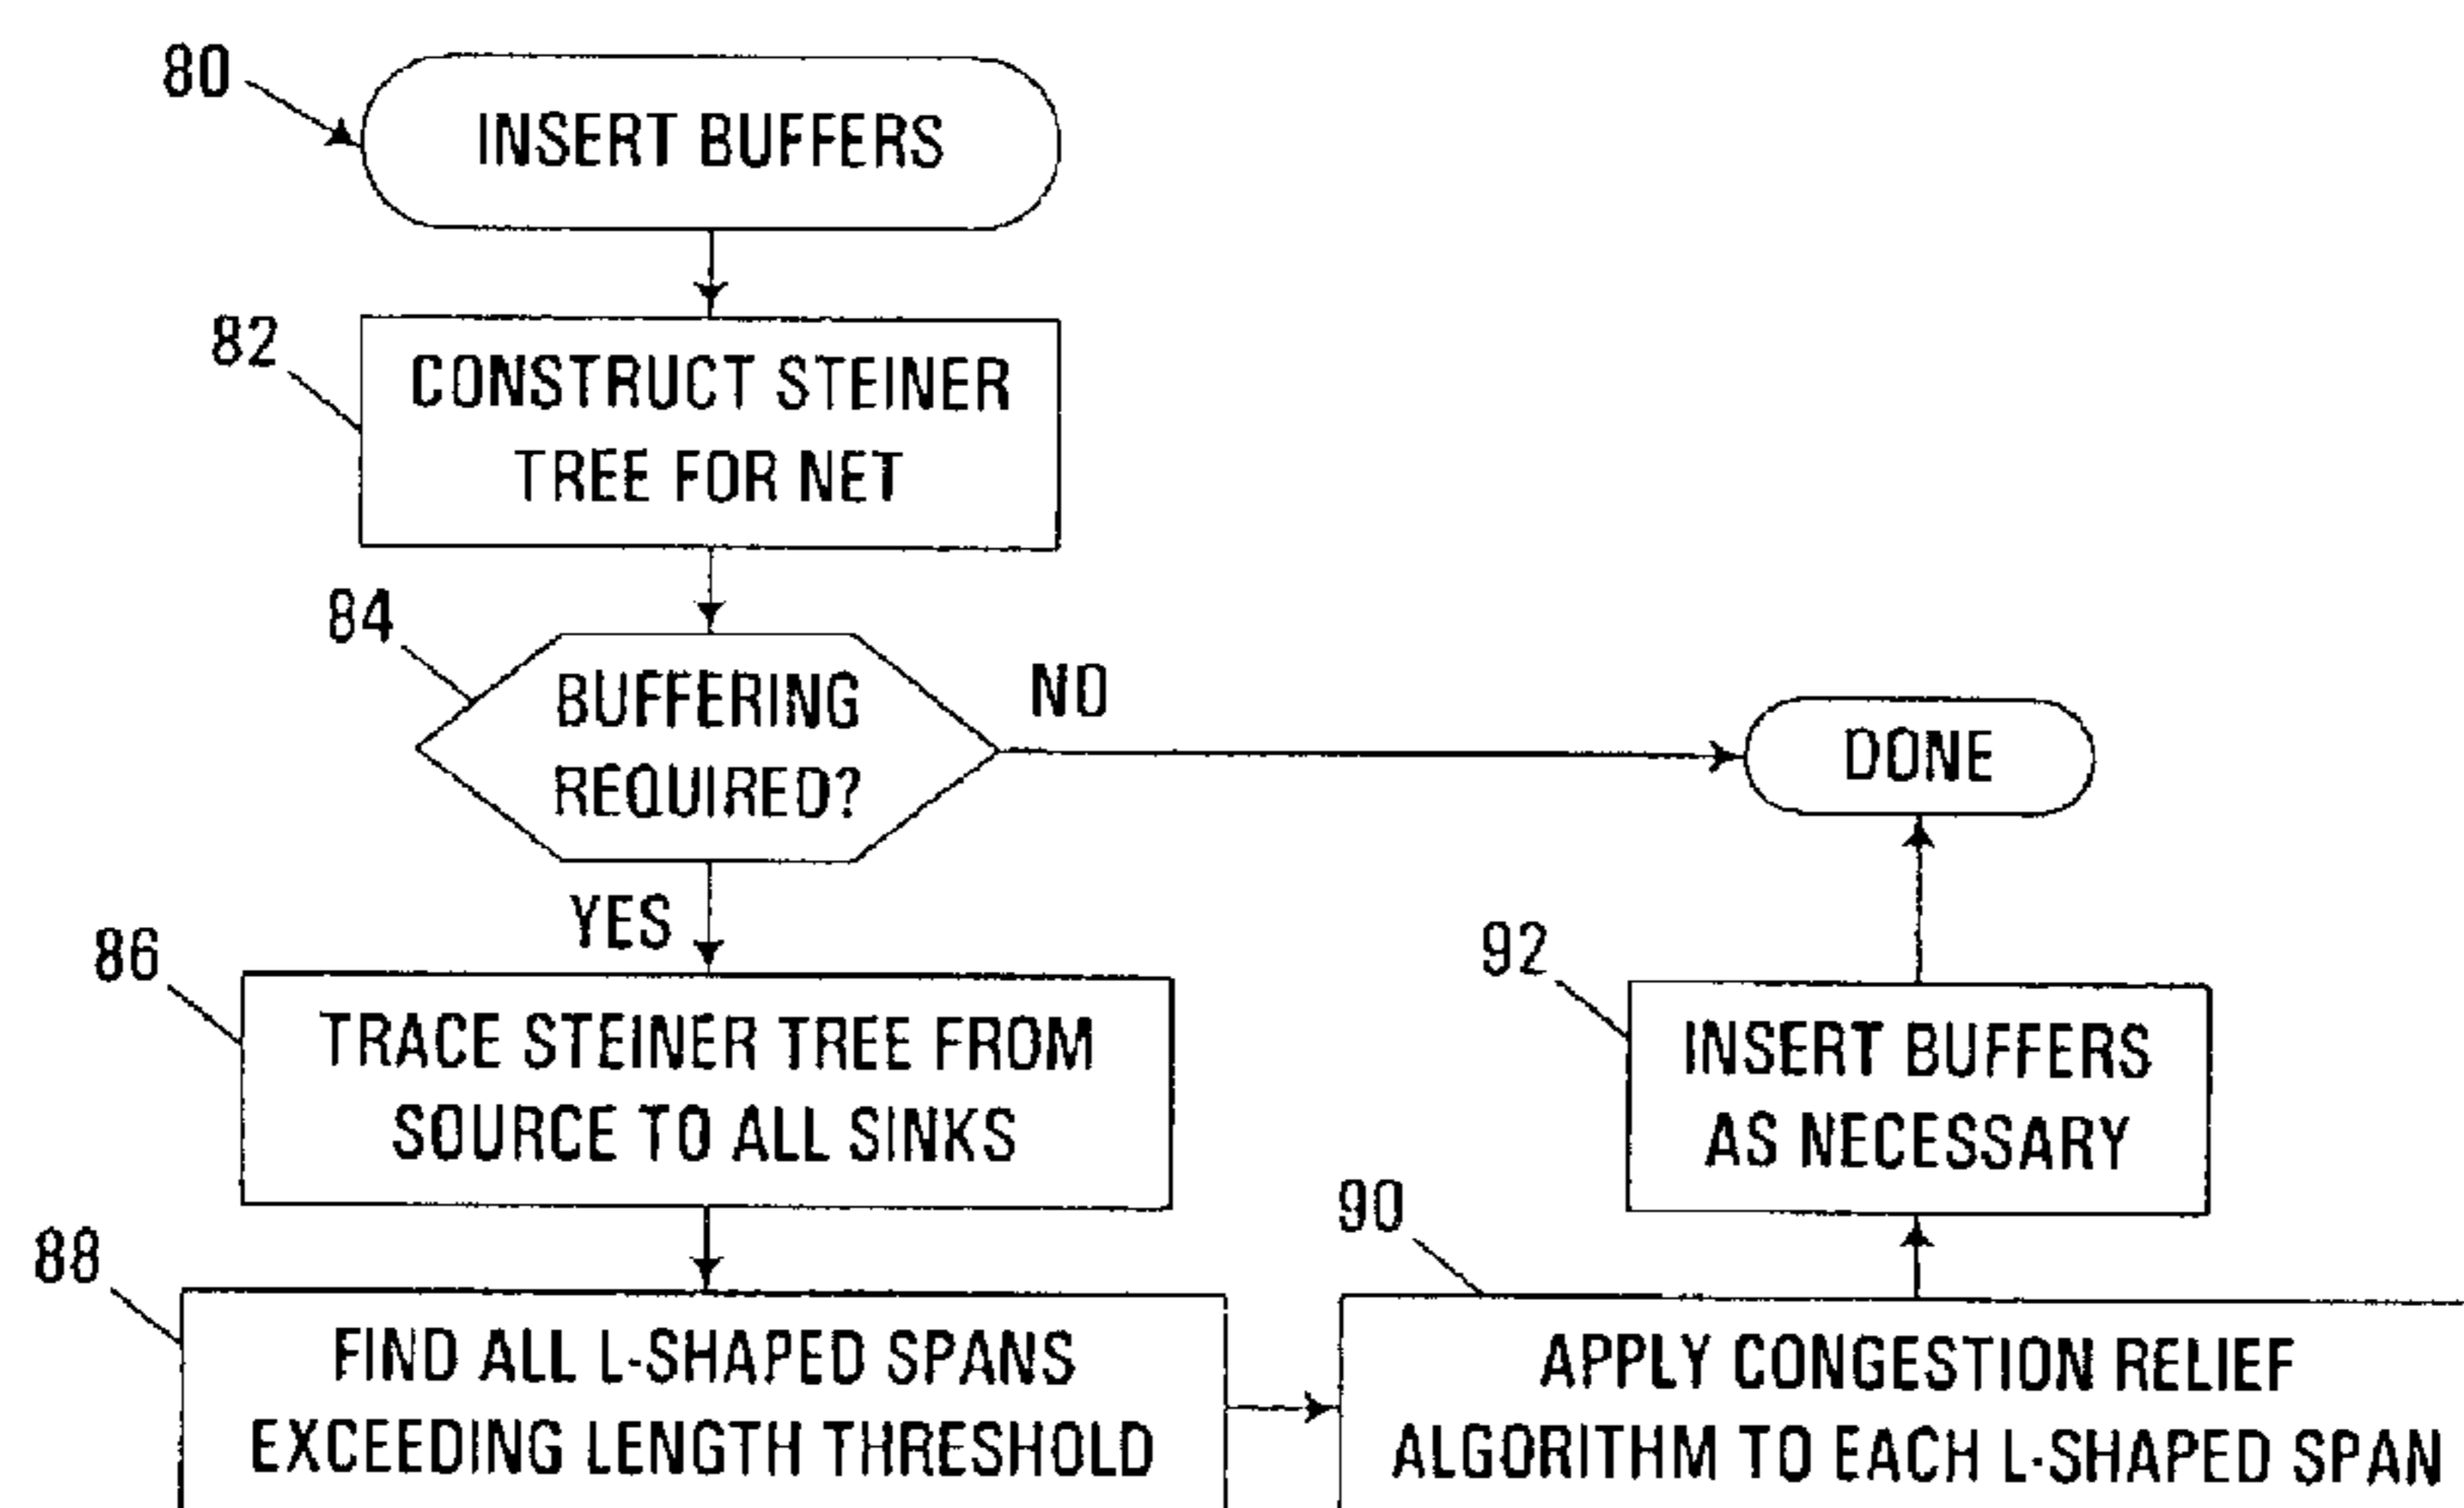 80
INSERT BUFFERS
82
CONSTRUCT STEINER
TREE FOR NET
84
BUFFERING
REQUIRED?
NO
DONE
YES
86
TRACE STEINER TREE FROM
SOURCE TO ALL SINKS
92
INSERT BUFFERS
AS NECESSARY
88
FIND ALL L-SHAPED SPANS
EXCEEDING LENGTH THRESHOLD
90
APPLY CONGESTION RELIEF
ALGORITHM TO EACH L-SHAPED SPAN